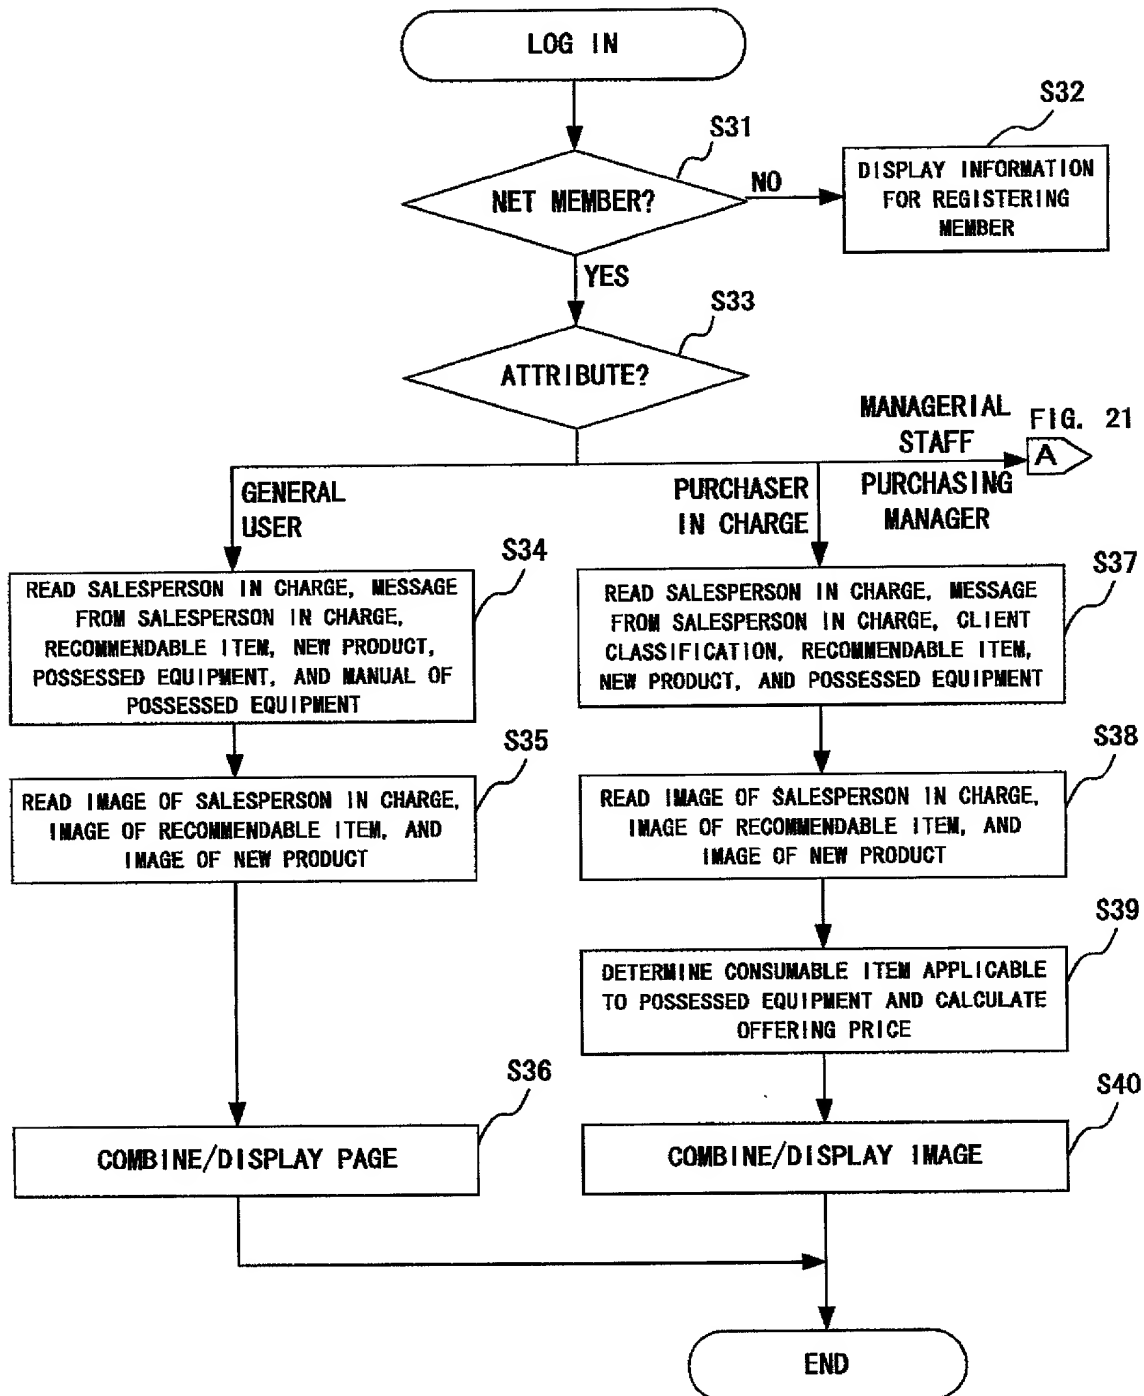 LOG IN
S31
NET MEMBER?
NO
S32
DISPLAY INFORMATION
FOR REGISTERING
MEMBER
YES
S33
ATTRIBUTE?
MANAGERIAL
STAFF
FIG. 21
A
PURCHASING
MANAGER
GENERAL
USER
PURCHASER
IN CHARGE
S34
READ SALESPERSON IN CHARGE, MESSAGE
FROM SALESPERSON IN CHARGE,
RECOMMENDABLE ITEM, NEW PRODUCT,
POSSESSED EQUIPMENT, AND MANUAL OF
POSSESSED EQUIPMENT
S37
READ SALESPERSON IN CHARGE, MESSAGE
FROM SALESPERSON IN CHARGE, CLIENT
CLASSIFICATION, RECOMMENDABLE ITEM,
NEW PRODUCT, AND POSSESSED EQUIPMENT
S35
READ IMAGE OF SALESPERSON IN CHARGE,
IMAGE OF RECOMMENDABLE ITEM, AND
IMAGE OF NEW PRODUCT
S38
READ IMAGE OF SALESPERSON IN CHARGE,
IMAGE OF RECOMMENDABLE ITEM, AND
IMAGE OF NEW PRODUCT
S39
DETERMINE CONSUMABLE ITEM APPLICABLE
TO POSSESSED EQUIPMENT AND CALCULATE
OFFERING PRICE
S36
COMBINE/DISPLAY PAGE
S40
COMBINE/DISPLAY IMAGE
END